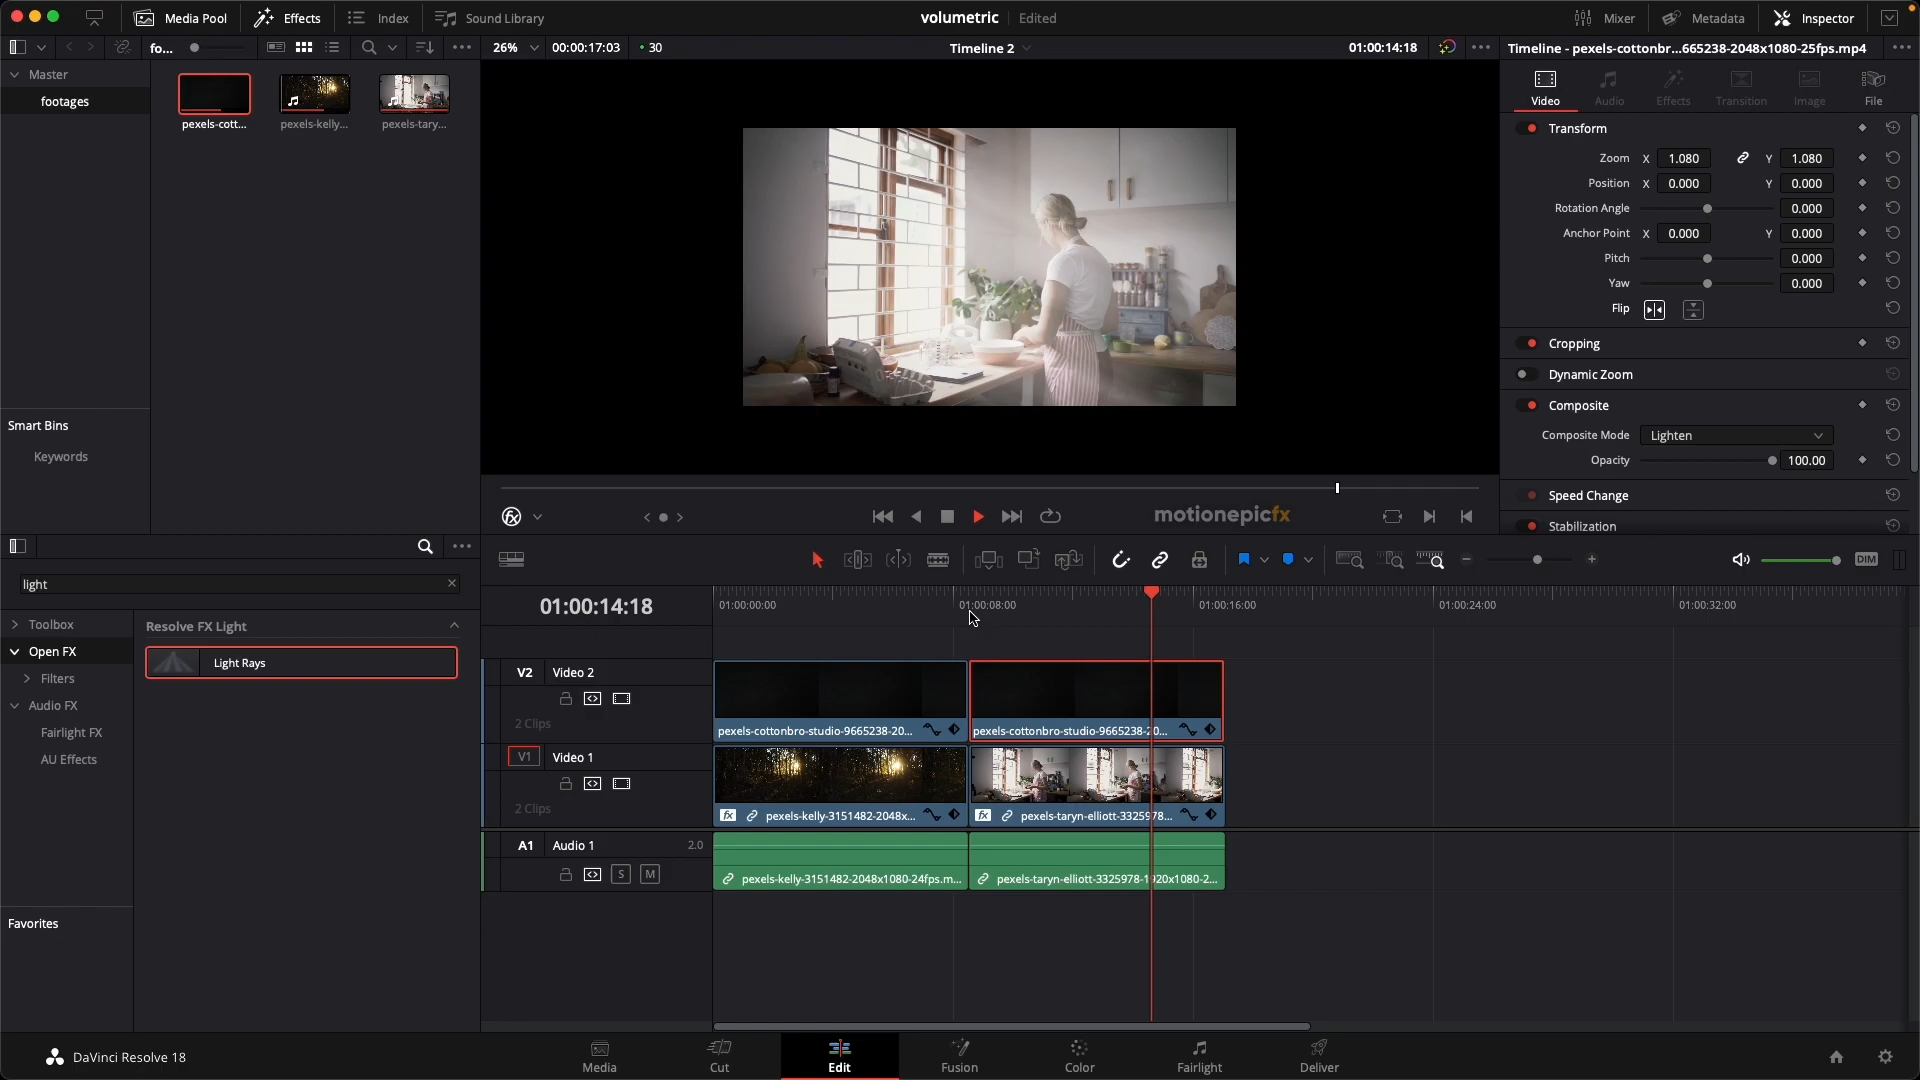 Media Pool
Effects
Index
Sound Library
volumetric
Edited
Mixer
Metadata
Inspector
fo...
26%
00:00:17:03
30
Timeline 2
01:00:14:18
Timeline - pexels-cottonbr...665238-2048x1080-25fps.mp4
Master
footages
pexels-cott...
pexels-kelly...
pexels-tary...
Video
Audio
Effects
Transition
Image
File
Transform
Zoom X 1.080 Y 1.080
Position X 0.000 Y 0.000
Rotation Angle 0.000
Anchor Point X 0.000 Y 0.000
Pitch 0.000
Yaw 0.000
Flip
Cropping
Dynamic Zoom
Composite
Composite Mode Lighten
Opacity 100.00
Speed Change
Stabilization
Smart Bins
Keywords
motionepicfx
light
DIM
Toolbox
Open FX
Filters
Audio FX
Fairlight FX
AU Effects
Favorites
Resolve FX Light
Light Rays
01:00:14:18
01:00:00:00
01:00:08:00
01:00:16:00
01:00:24:00
01:00:32:00
V2 Video 2
2 Clips
pexels-cottonbro-studio-9665238-20...
pexels-cottonbro-studio-9665238-20...
V1 Video 1
2 Clips
fx pexels-kelly-3151482-2048x...
fx pexels-taryn-elliott-3325978...
A1 Audio 1 2.0
S M
pexels-kelly-3151482-2048x1080-24fps.m...
pexels-taryn-elliott-3325978-1920x1080-2...
DaVinci Resolve 18
Media
Cut
Edit
Fusion
Color
Fairlight
Deliver